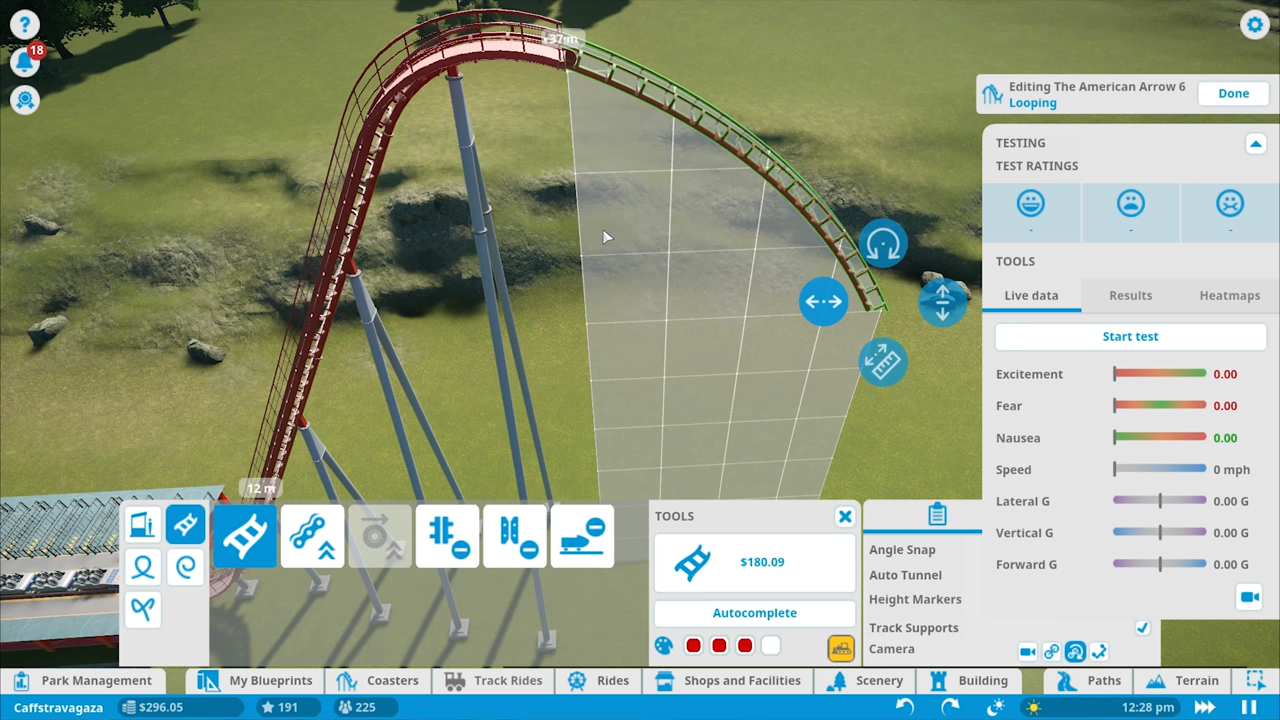 ?
18
37 m
Editing The American Arrow 6
Looping
Done
TESTING
TEST RATINGS
-
-
-
TOOLS
Live data
Results
Heatmaps
Start test
Excitement
0.00
Fear
0.00
Nausea
0.00
Speed
0 mph
Lateral G
0.00 G
Vertical G
0.00 G
Forward G
0.00 G
12 m
TOOLS
$180.09
Autocomplete
Angle Snap
Auto Tunnel
Height Markers
Track Supports
Camera
Park Management
My Blueprints
Coasters
Track Rides
Rides
Shops and Facilities
Scenery
Building
Paths
Terrain
Caffstravagaza
$296.05
191
225
12:28 pm